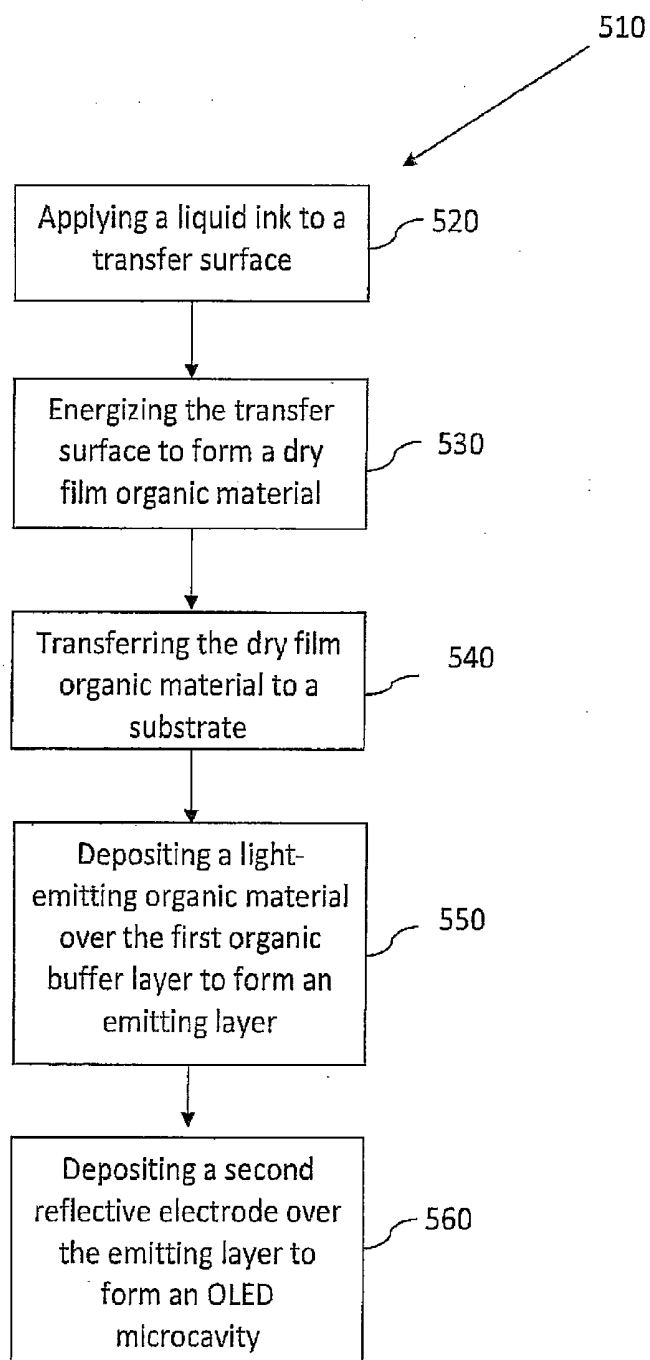 510
Applying a liquid ink to a
transfer surface
520
Energizing the transfer
surface to form a dry
film organic material
530
Transferring the dry film
organic material to a
substrate
540
Depositing a light-
emitting organic material
over the first organic
buffer layer to form an
emitting layer
550
Depositing a second
reflective electrode over
the emitting layer to
form an OLED
microcavity
560